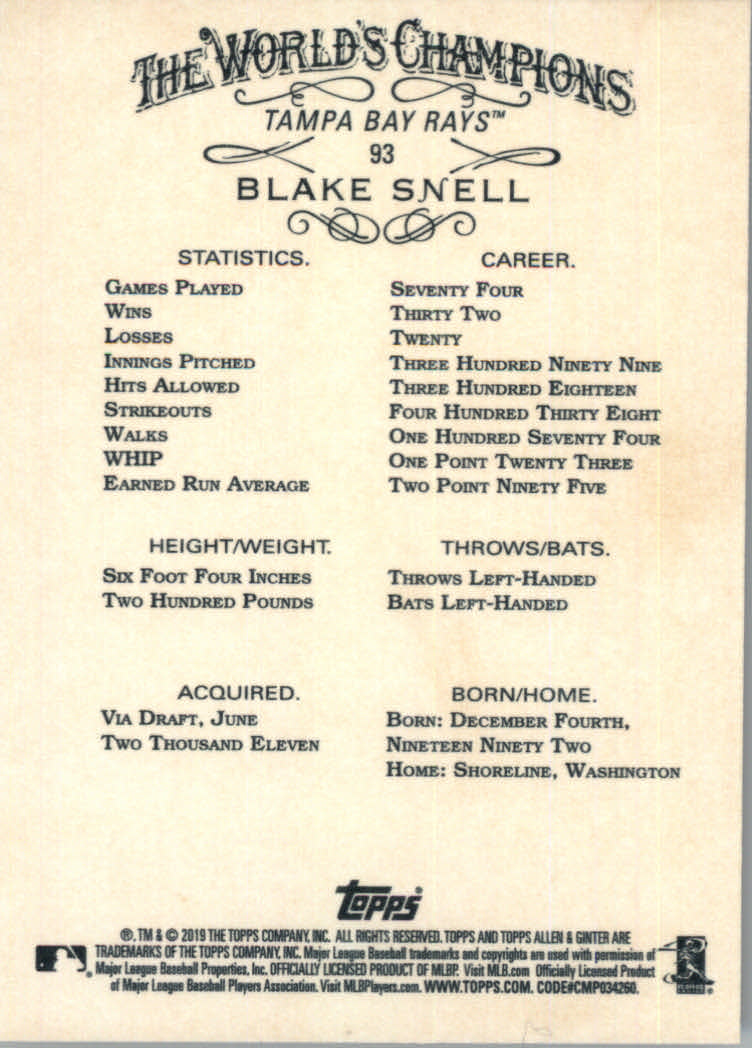 THE WORLD'S CHAMPIONS
TAMPA BAY RAYS™
93
BLAKE SNELL
STATISTICS. CAREER.
GAMES PLAYED SEVENTY FOUR
WINS THIRTY TWO
LOSSES TWENTY
INNINGS PITCHED THREE HUNDRED NINETY NINE
HITS ALLOWED THREE HUNDRED EIGHTEEN
STRIKEOUTS FOUR HUNDRED THIRTY EIGHT
WALKS ONE HUNDRED SEVENTY FOUR
WHIP ONE POINT TWENTY THREE
EARNED RUN AVERAGE TWO POINT NINETY FIVE
HEIGHT/WEIGHT.
SIX FOOT FOUR INCHES
TWO HUNDRED POUNDS
THROWS/BATS.
THROWS LEFT-HANDED
BATS LEFT-HANDED
ACQUIRED.
VIA DRAFT, JUNE
TWO THOUSAND ELEVEN
BORN/HOME.
BORN: DECEMBER FOURTH,
NINETEEN NINETY TWO
HOME: SHORELINE, WASHINGTON
topps®
®, TM & © 2019 THE TOPPS COMPANY, INC. ALL RIGHTS RESERVED. TOPPS AND TOPPS ALLEN & GINTER ARE
TRADEMARKS OF THE TOPPS COMPANY, INC. Major League Baseball trademarks and copyrights are used with permission of
Major League Baseball Properties, Inc. OFFICIALLY LICENSED PRODUCT OF MLBP. Visit MLB.com Officially Licensed Product
of Major League Baseball Players Association. Visit MLBPlayers.com. WWW.TOPPS.COM. CODE#CMP034260.